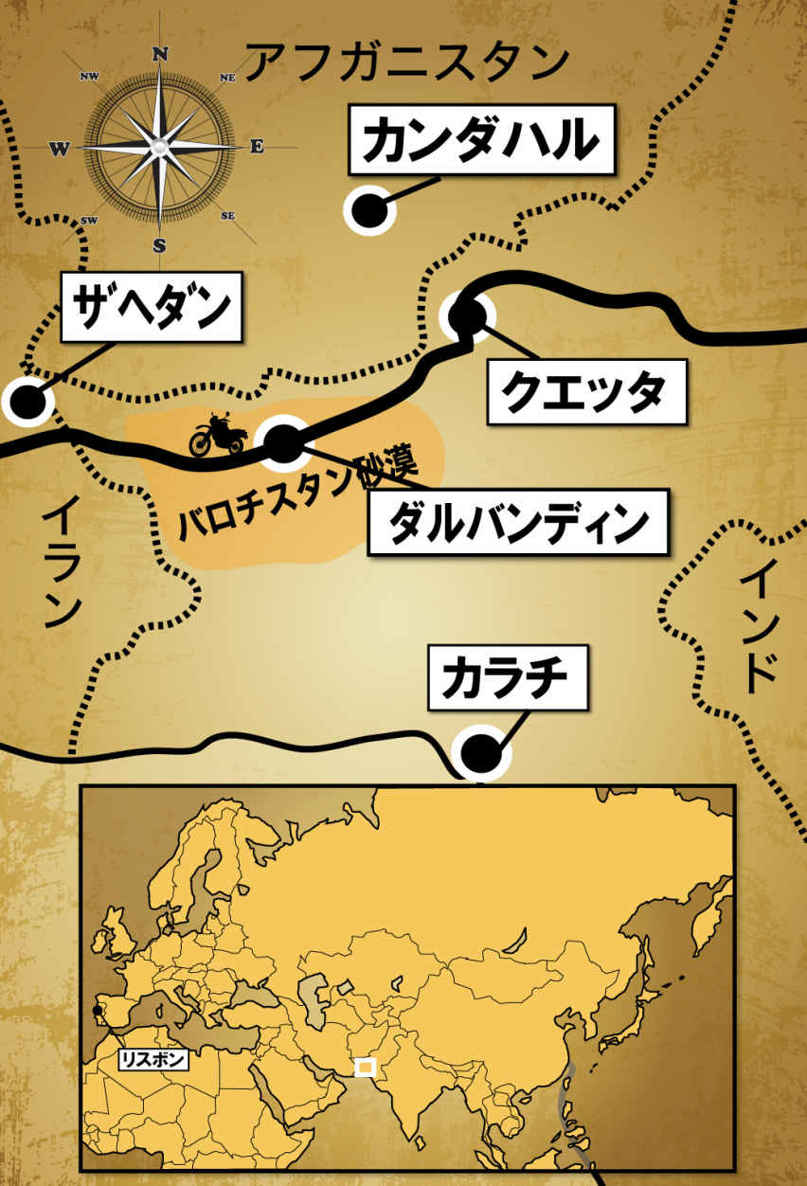 アフガニスタン
N
NW
NE
W
E
SW
SE
S
カンダハル
ザヘダン
クエッタ
バロチスタン砂漠
ダルバンディン
イラン
インド
カラチ
リスボン